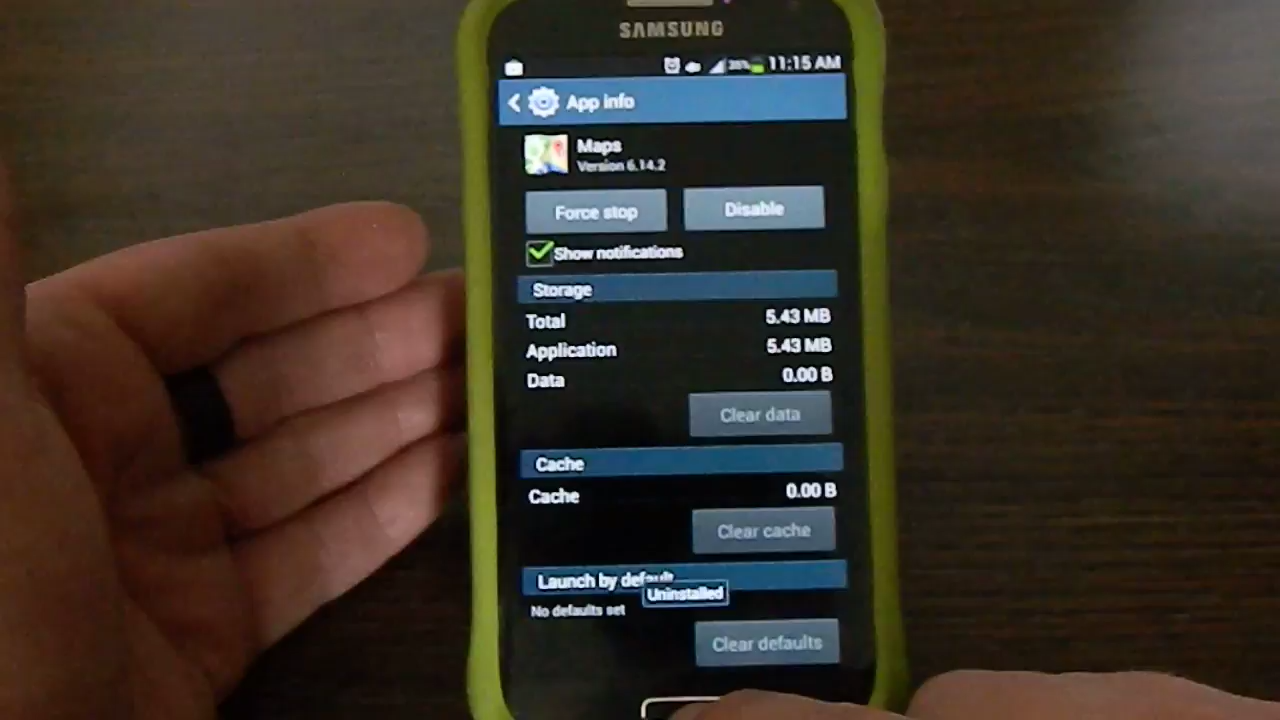 SAMSUNG
35% 11:15 AM
App info
Maps
Version 6.14.2
Force stop
Disable
Show notifications
Storage
Total 5.43 MB
Application 5.43 MB
Data 0.00 B
Clear data
Cache
Cache 0.00 B
Clear cache
Launch by default
Uninstalled
No defaults set
Clear defaults